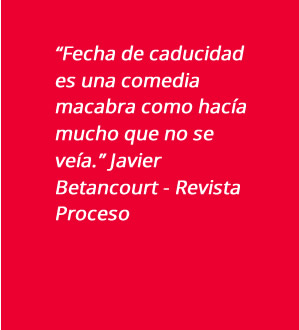 “Fecha de caducidad
es una comedia
macabra como hacía
mucho que no se
veía.” Javier
Betancourt - Revista
Proceso